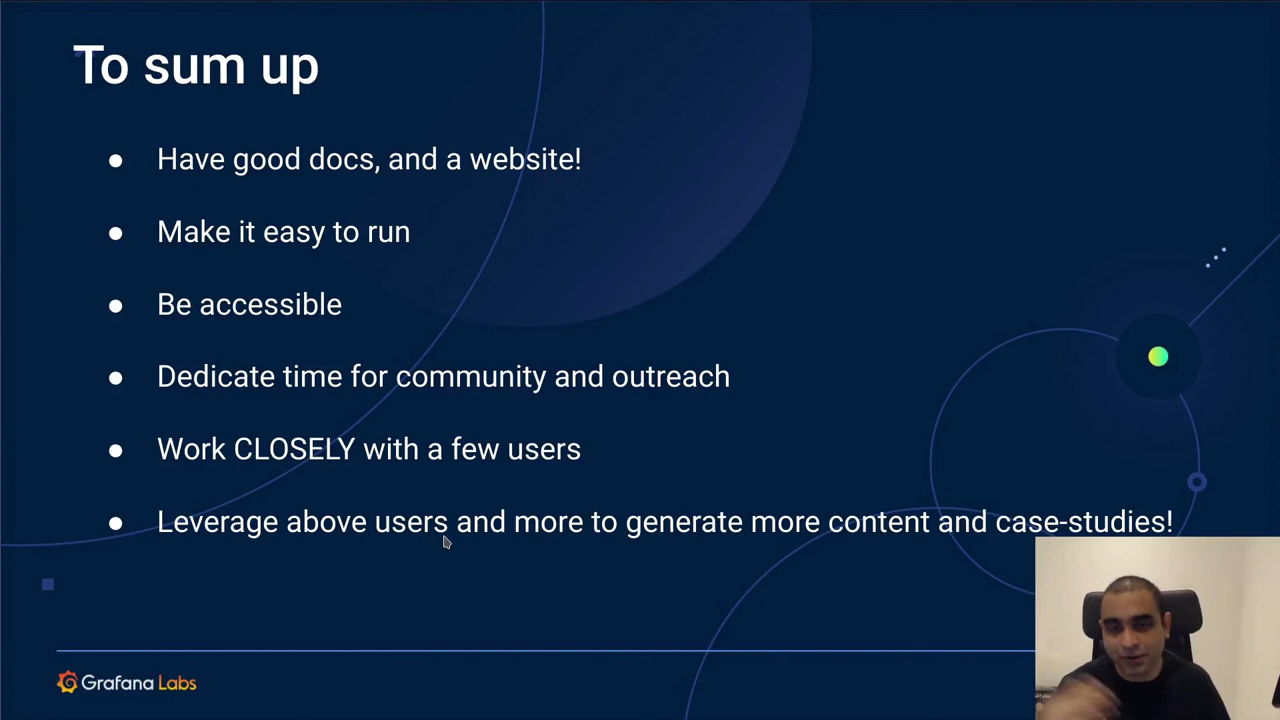 To sum up
● Have good docs, and a website!
● Make it easy to run
● Be accessible
● Dedicate time for community and outreach
● Work CLOSELY with a few users
● Leverage above users and more to generate more content and case-studies!
Grafana Labs